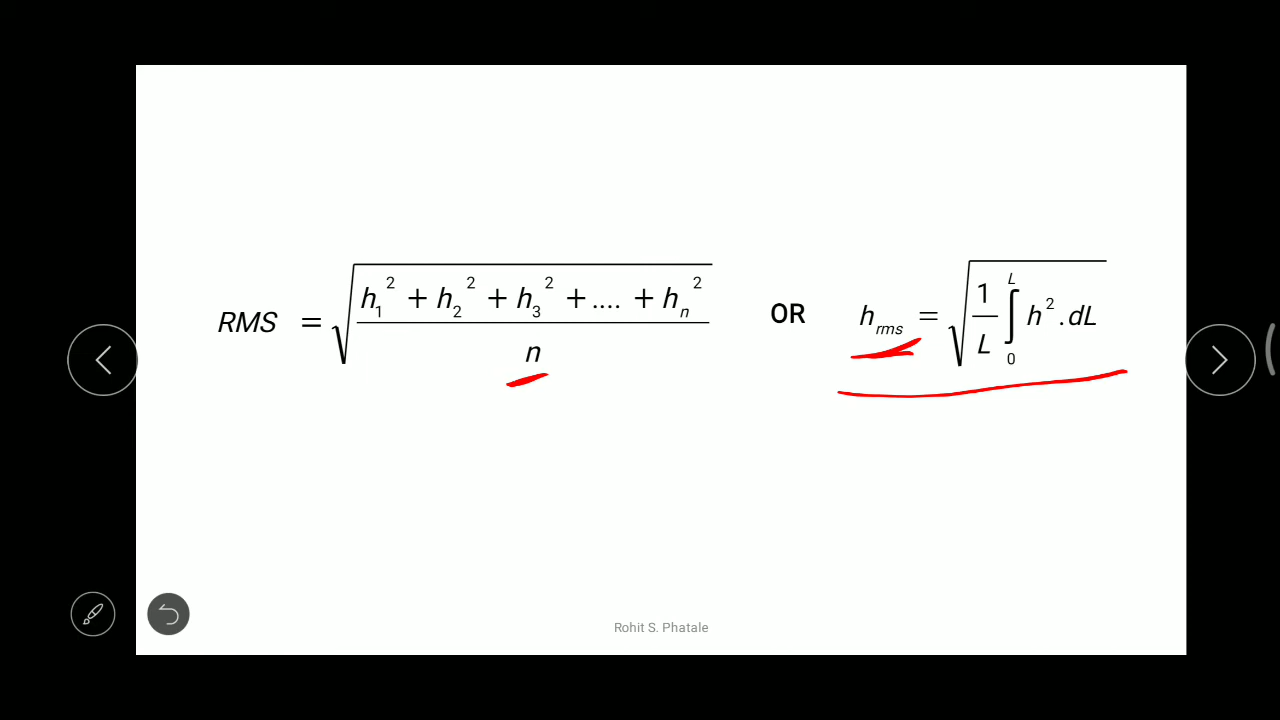 RMS = √((h₁² + h₂² + h₃² + .... + hₙ²) / n) OR h_rms = √((1/L) ∫₀ᴸ h² . dL)
Rohit S. Phatale